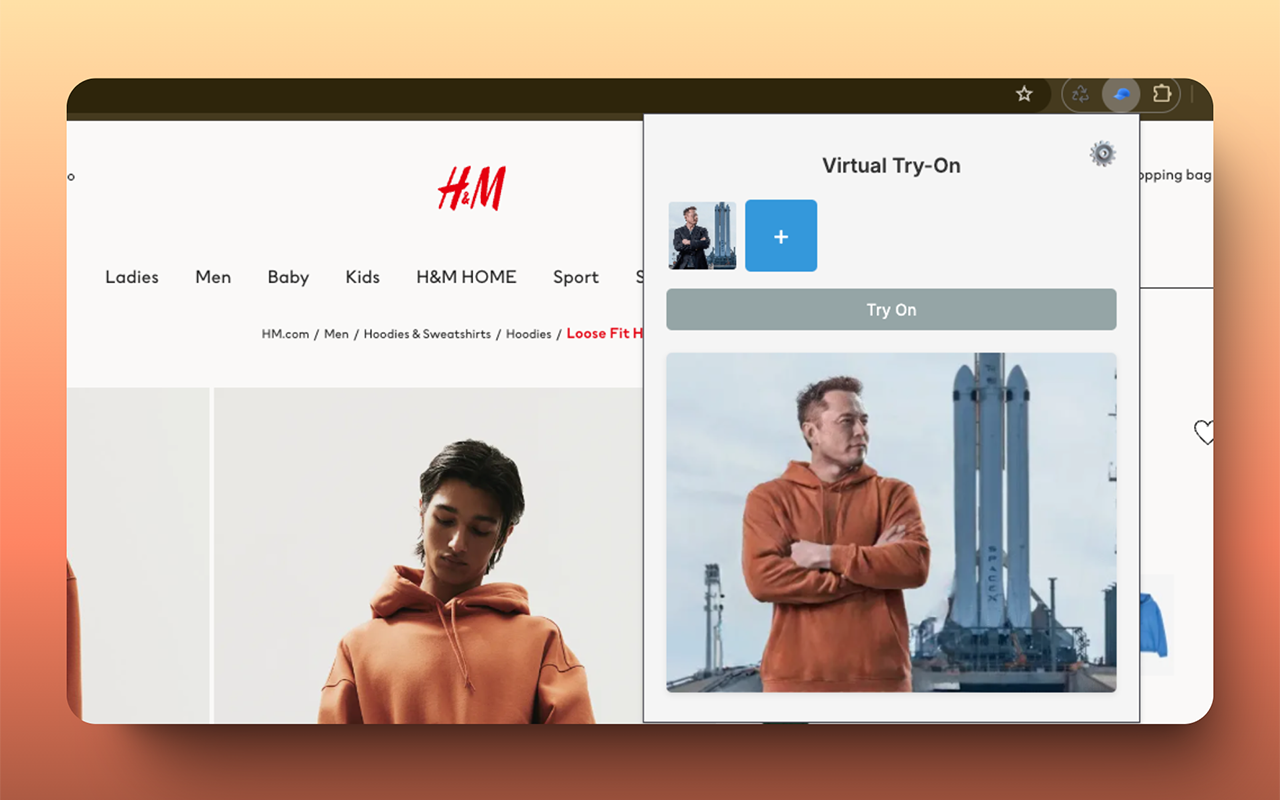 H&M
Ladies Men Baby Kids H&M HOME Sport S
HM.com / Men / Hoodies & Sweatshirts / Hoodies / Loose Fit H
opping bag
Virtual Try-On
+
Try On
SPACEX